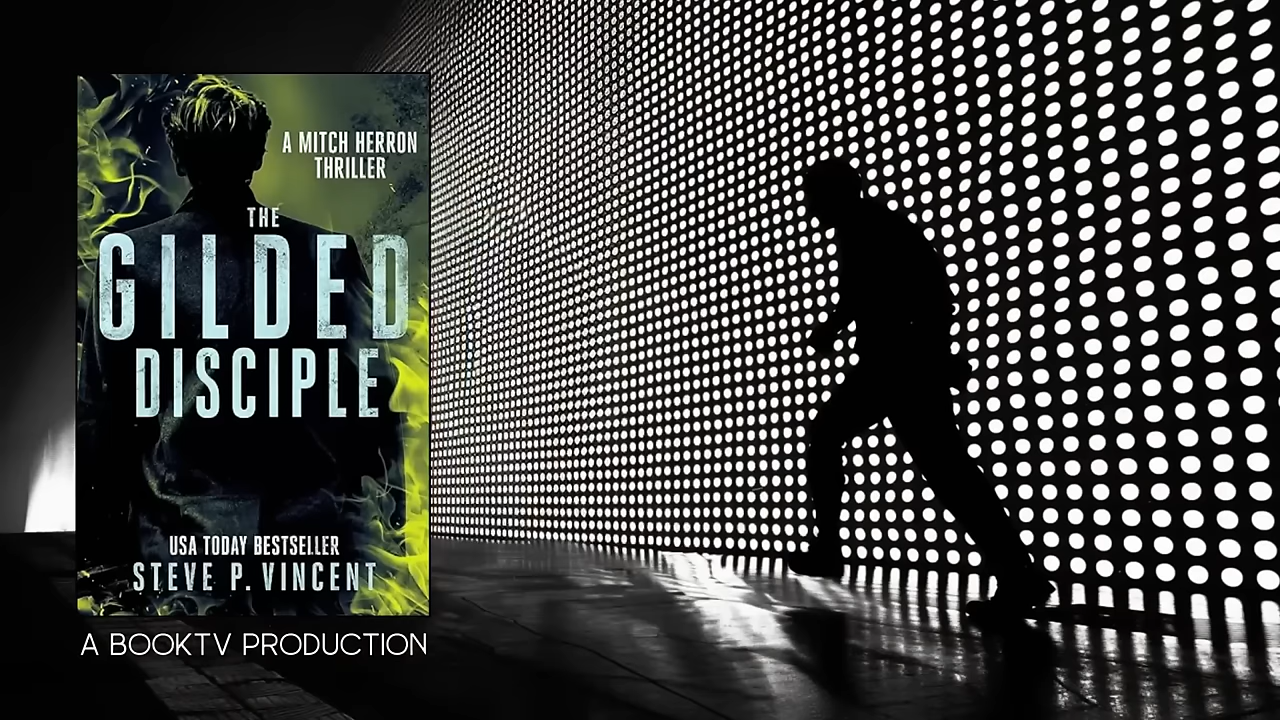 A MITCH HERRON
THRILLER
THE
GILDED
DISCIPLE
USA TODAY BESTSELLER
STEVE P. VINCENT
A BOOKTV PRODUCTION